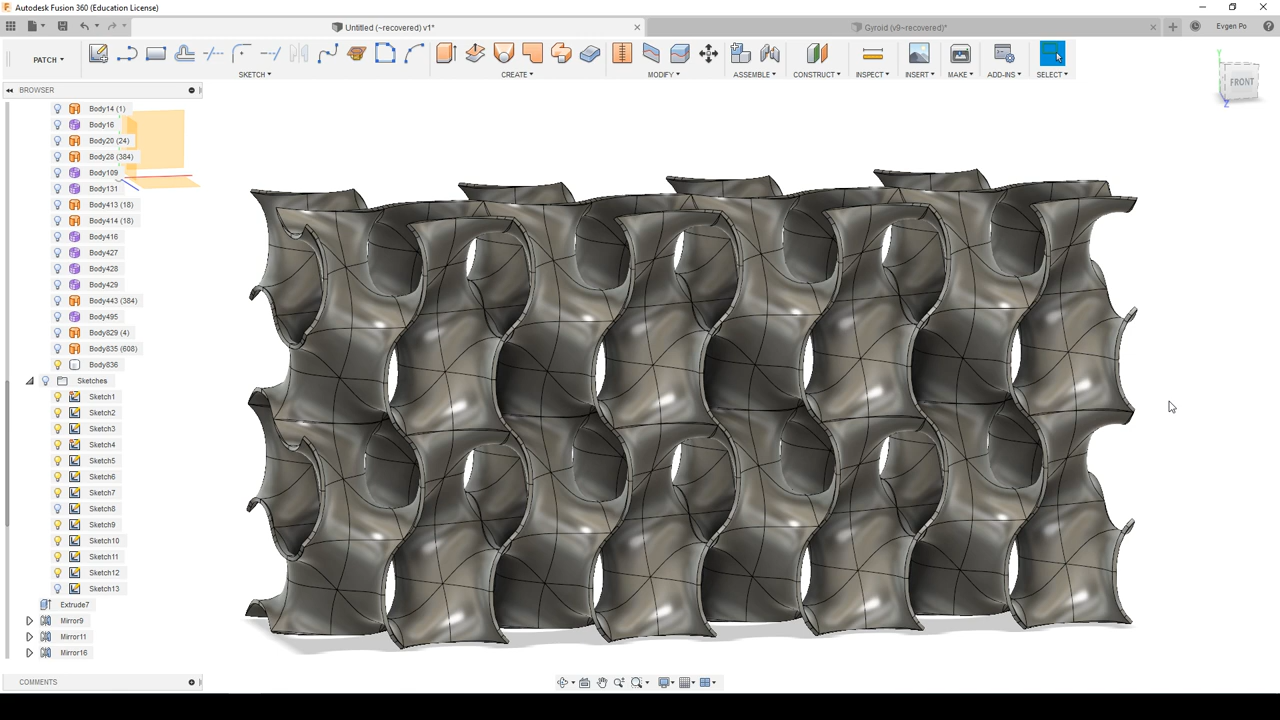 Autodesk Fusion 360 (Education License)
Untitled (~recovered) v1*
Gyroid (v9~recovered)*
Evgen Po
PATCH
SKETCH
CREATE
MODIFY
ASSEMBLE
CONSTRUCT
INSPECT
INSERT
MAKE
ADD-INS
SELECT
FRONT
Y
Z
BROWSER
Body14 (1)
Body16
Body20 (24)
Body28 (384)
Body109
Body131
Body413 (18)
Body414 (18)
Body416
Body427
Body428
Body429
Body443 (384)
Body495
Body829 (4)
Body835 (608)
Body836
Sketches
Sketch1
Sketch2
Sketch3
Sketch4
Sketch5
Sketch6
Sketch7
Sketch8
Sketch9
Sketch10
Sketch11
Sketch12
Sketch13
Extrude7
Mirror9
Mirror11
Mirror16
COMMENTS